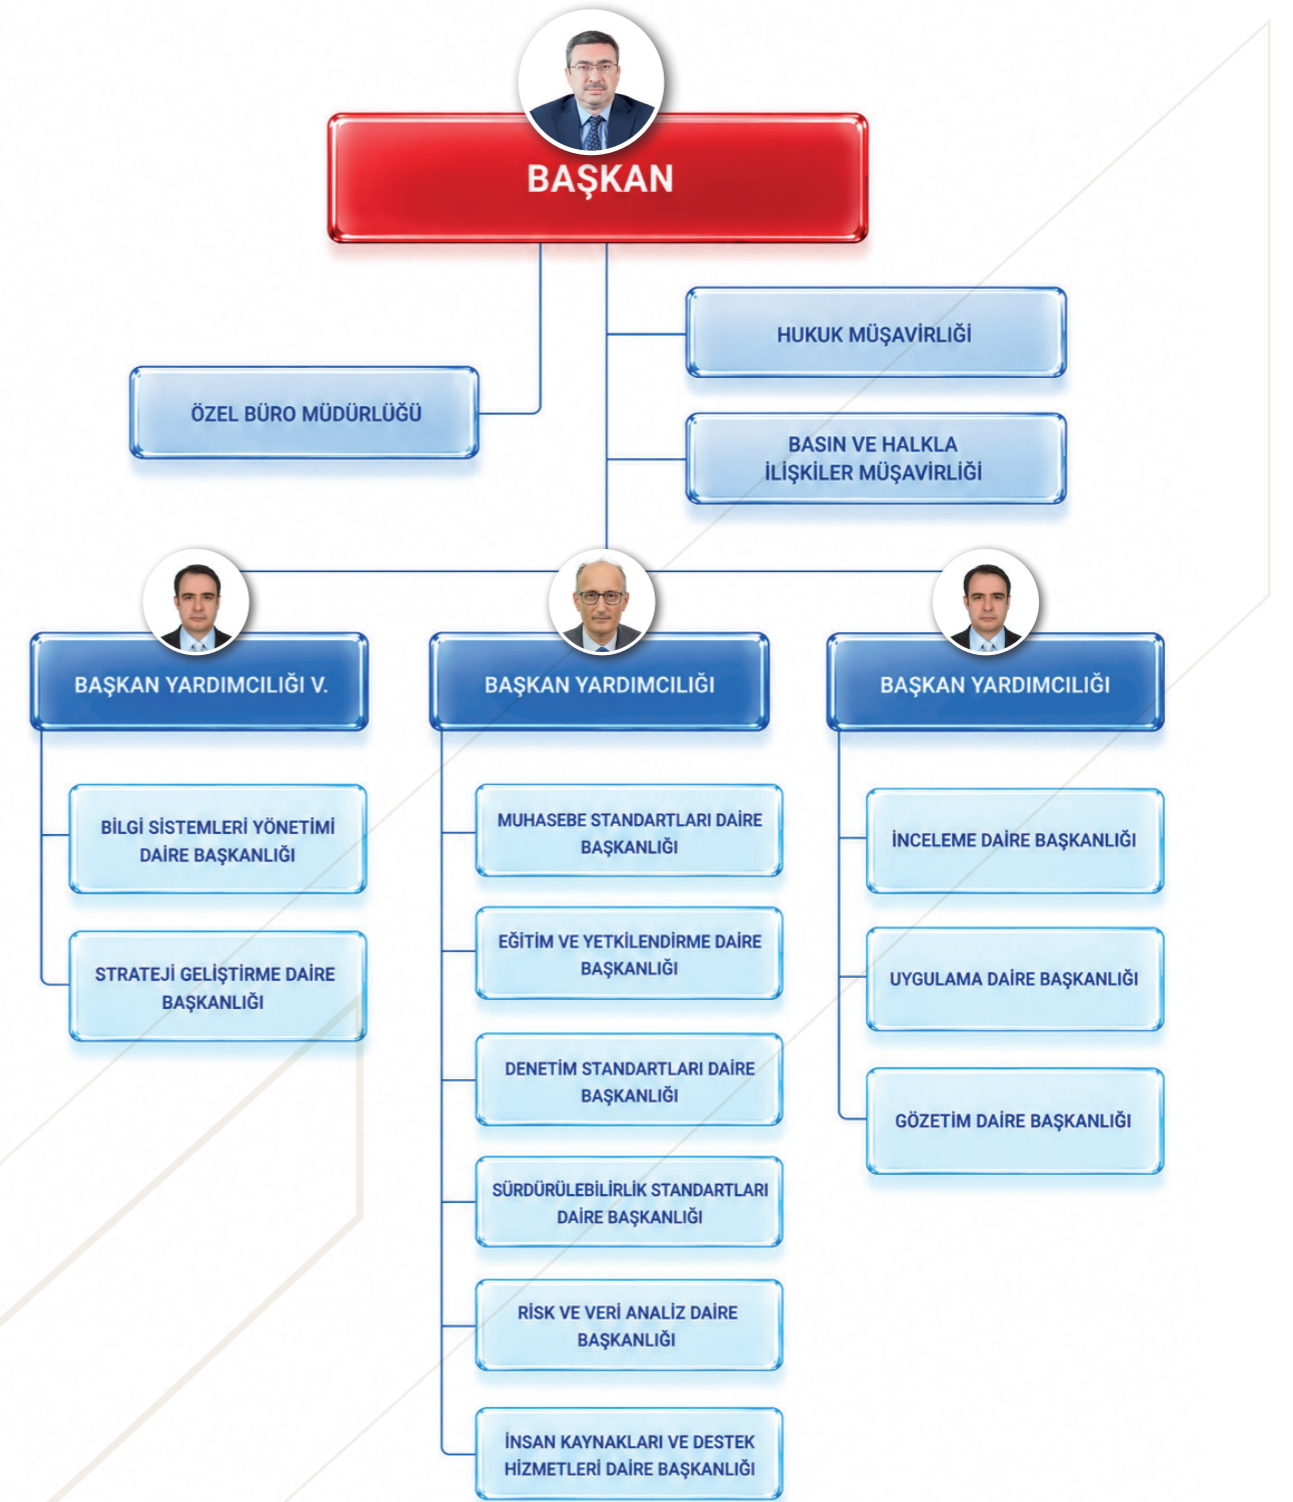 BAŞKAN
HUKUK MÜŞAVİRLİĞİ
ÖZEL BÜRO MÜDÜRLÜĞÜ
BASIN VE HALKLA
İLİŞKİLER MÜŞAVİRLİĞİ
BAŞKAN YARDIMCILIĞI V.
BİLGİ SİSTEMLERİ YÖNETİMİ
DAİRE BAŞKANLIĞI
STRATEJİ GELİŞTİRME DAİRE
BAŞKANLIĞI
BAŞKAN YARDIMCILIĞI
MUHASEBE STANDARTLARI DAİRE
BAŞKANLIĞI
EĞİTİM VE YETKİLENDİRME DAİRE
BAŞKANLIĞI
DENETİM STANDARTLARI DAİRE
BAŞKANLIĞI
SÜRDÜRÜLEBİLİRLİK STANDARTLARI
DAİRE BAŞKANLIĞI
RİSK VE VERİ ANALİZ DAİRE
BAŞKANLIĞI
İNSAN KAYNAKLARI VE DESTEK
HİZMETLERİ DAİRE BAŞKANLIĞI
BAŞKAN YARDIMCILIĞI
İNCELEME DAİRE BAŞKANLIĞI
UYGULAMA DAİRE BAŞKANLIĞI
GÖZETİM DAİRE BAŞKANLIĞI